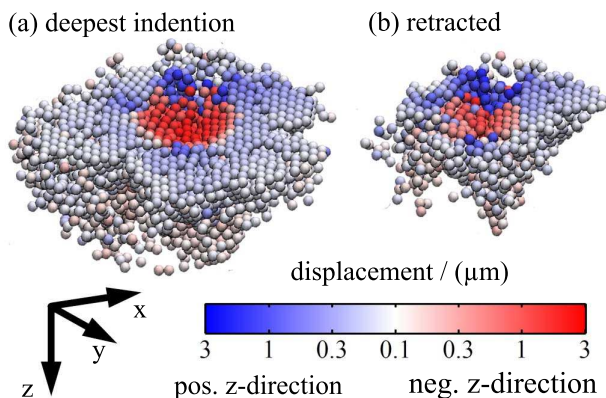 (a) deepest indention
(b) retracted
displacement / (µm)
x
y
z
3 1 0.3 0.1 0.3 1 3
pos. z-direction
neg. z-direction